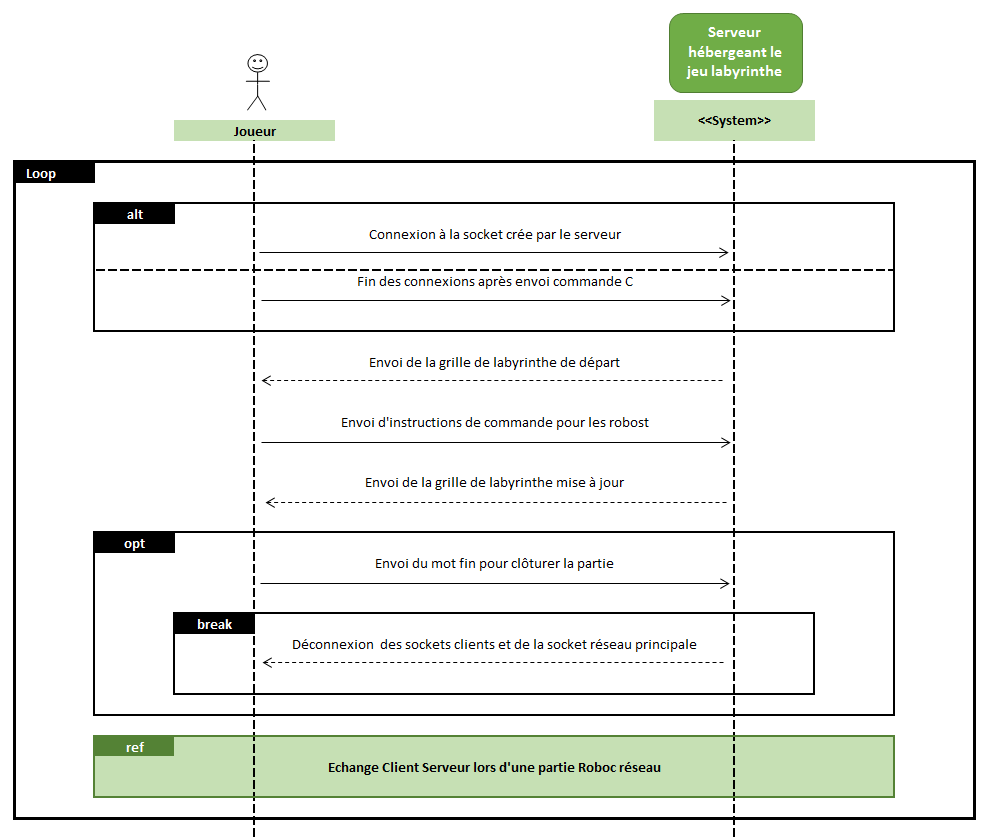 Serveur
hébergeant le
jeu labyrinthe
<<System>>
Joueur
Loop
alt
Connexion à la socket crée par le serveur
Fin des connexions après envoi commande C
Envoi de la grille de labyrinthe de départ
Envoi d'instructions de commande pour les robost
Envoi de la grille de labyrinthe mise à jour
opt
Envoi du mot fin pour clôturer la partie
break
Déconnexion des sockets clients et de la socket réseau principale
ref
Echange Client Serveur lors d'une partie Roboc réseau